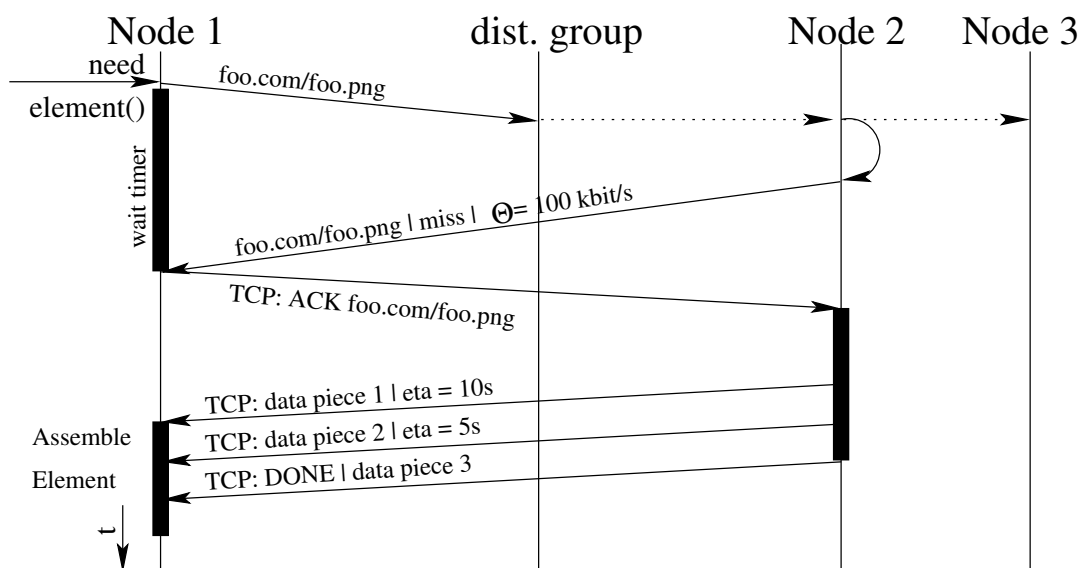 Node 1
dist. group
Node 2
Node 3
need
element()
foo.com/foo.png
wait timer
foo.com/foo.png | miss | Θ= 100 kbit/s
TCP: ACK foo.com/foo.png
TCP: data piece 1 | eta = 10s
Assemble
TCP: data piece 2 | eta = 5s
Element
TCP: DONE | data piece 3
t